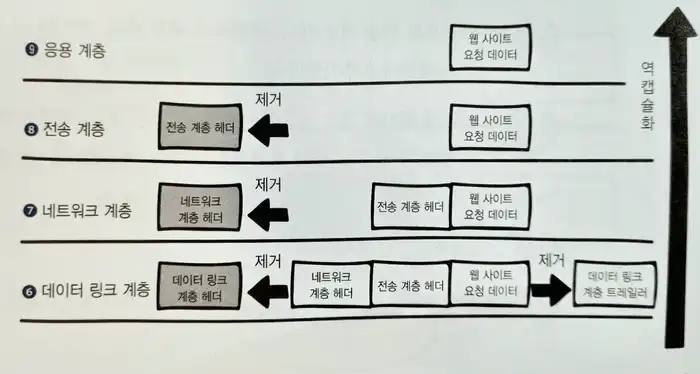 ❾ 응용 계층
웹 사이트
요청 데이터
역캡슐화
❽ 전송 계층
전송 계층 헤더
제거
웹 사이트
요청 데이터
❼ 네트워크 계층
네트워크
계층 헤더
제거
전송 계층 헤더
웹 사이트
요청 데이터
❻ 데이터 링크 계층
데이터 링크
계층 헤더
제거
네트워크
계층 헤더
전송 계층 헤더
웹 사이트
요청 데이터
제거
데이터 링크
계층 트레일러